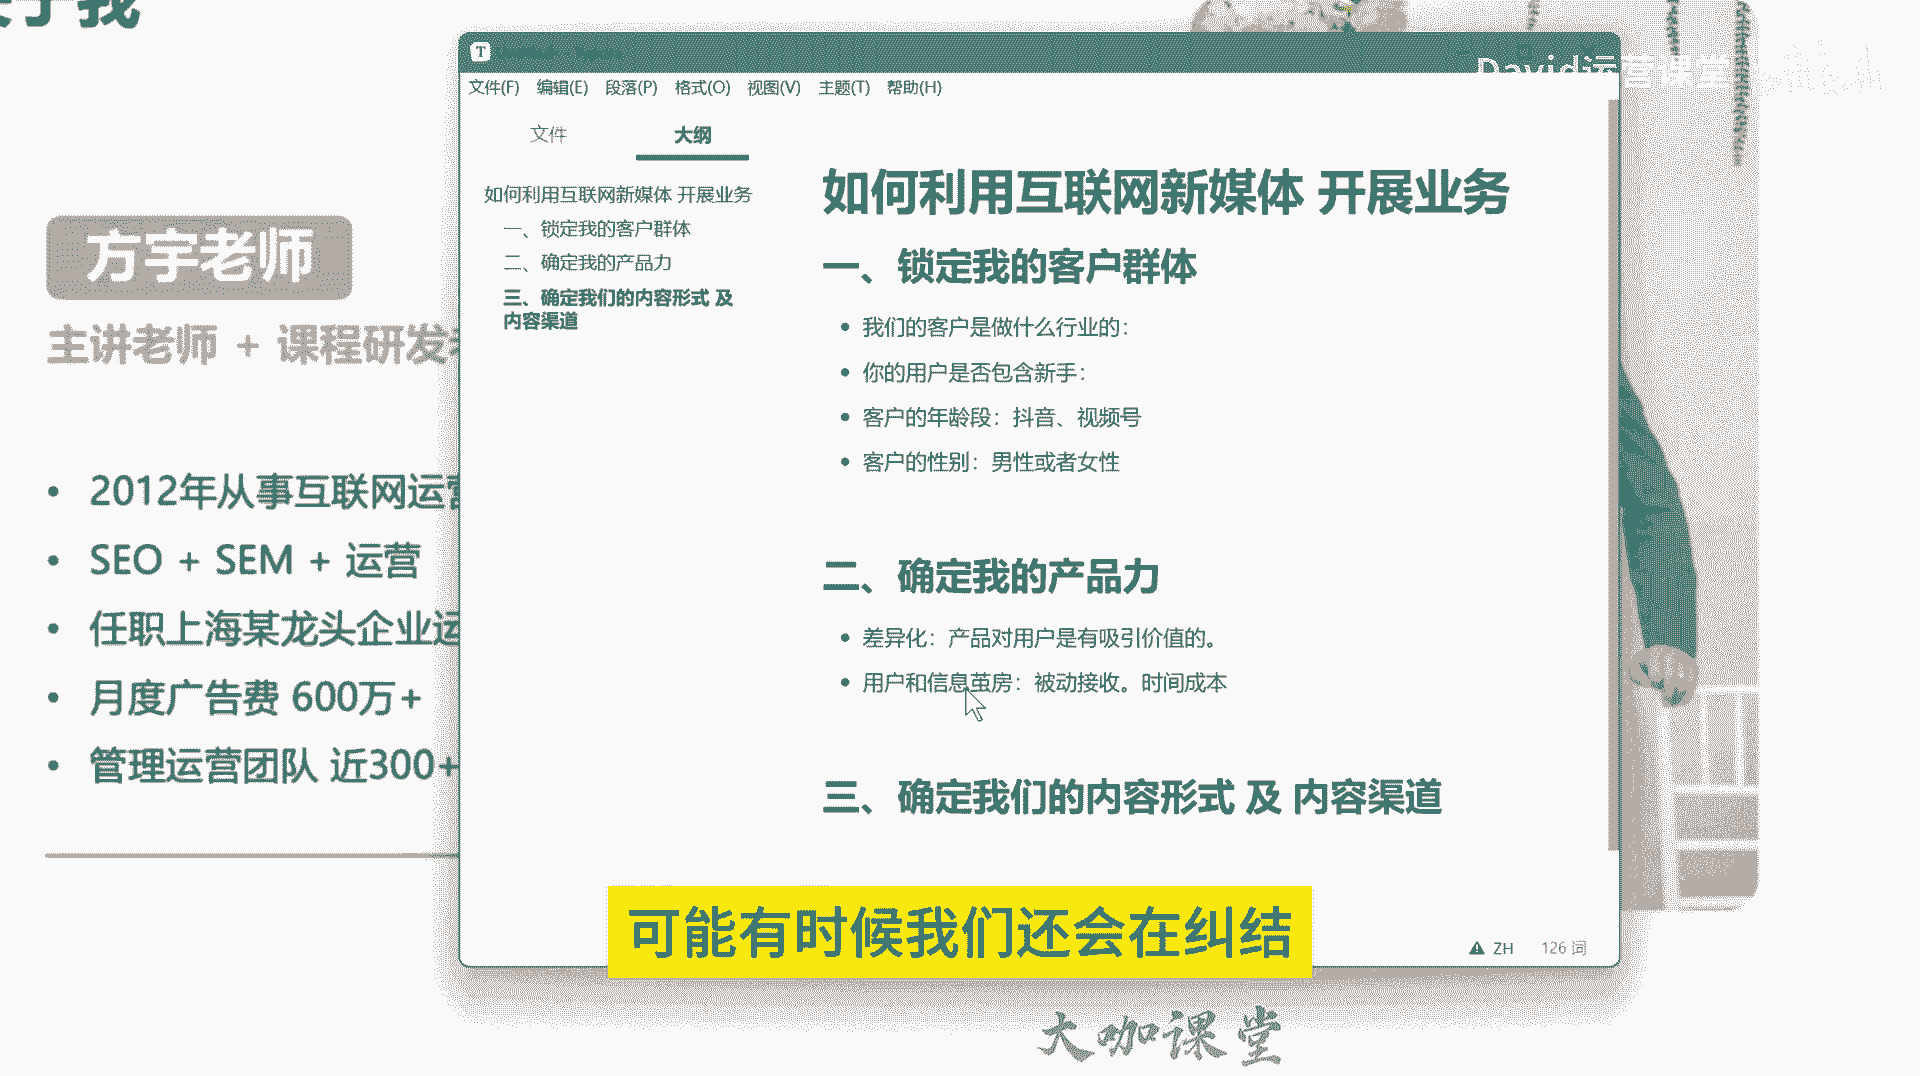 于我
方宇老师
主讲老师 + 课程研发
• 2012年从事互联网运营
• SEO + SEM + 运营
• 任职上海某龙头企业运
• 月度广告费 600万+
• 管理运营团队 近300+
T
文件(F) 编辑(E) 段落(P) 格式(O) 视图(V) 主题(T) 帮助(H)
文件 大纲
如何利用互联网新媒体 开展业务
一、锁定我的客户群体
二、确定我的产品力
三、确定我们的内容形式 及
内容渠道
如何利用互联网新媒体 开展业务
一、锁定我的客户群体
• 我们的客户是做什么行业的：
• 你的用户是否包含新手：
• 客户的年龄段：抖音、视频号
• 客户的性别：男性或者女性
二、确定我的产品力
• 差异化：产品对用户是有吸引价值的。
• 用户和信息茧房：被动接收。时间成本
三、确定我们的内容形式 及 内容渠道
ZH 126 词
David运营课堂
可能有时候我们还会在纠结
大咖课堂